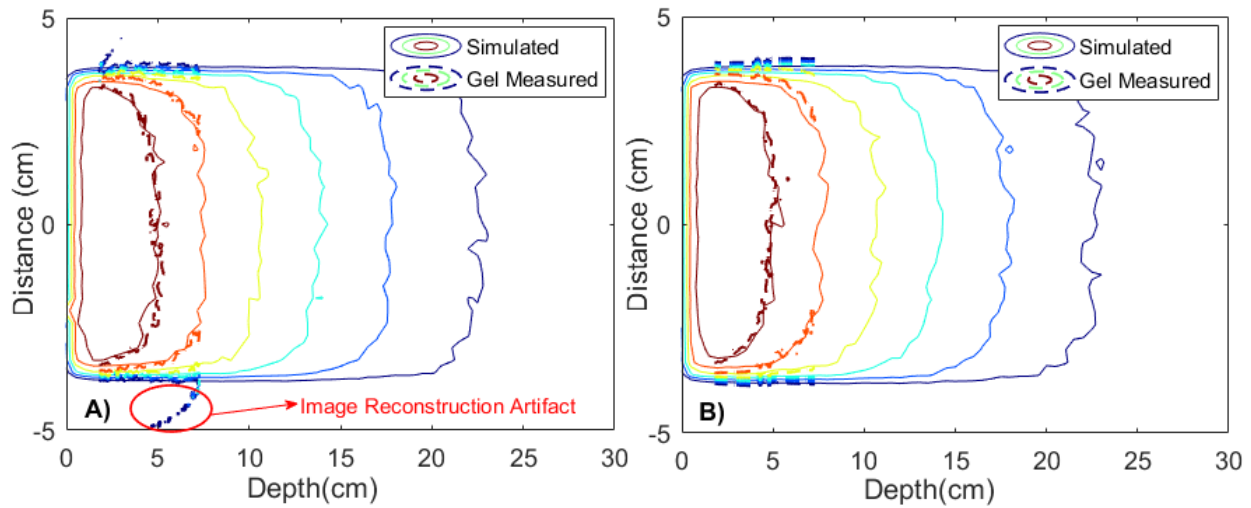 5
Simulated
Gel Measured
Distance (cm)
0
A)
Image Reconstruction Artifact
-5
0
5
10
15
20
25
30
Depth(cm)
5
Simulated
Gel Measured
Distance (cm)
0
B)
-5
0
5
10
15
20
25
30
Depth(cm)